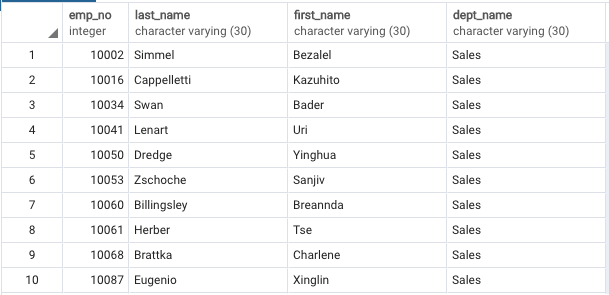 emp_no last_name first_name dept_name
integer character varying (30) character varying (30) character varying (30)
1 10002 Simmel Bezalel Sales
2 10016 Cappelletti Kazuhito Sales
3 10034 Swan Bader Sales
4 10041 Lenart Uri Sales
5 10050 Dredge Yinghua Sales
6 10053 Zschoche Sanjiv Sales
7 10060 Billingsley Breannda Sales
8 10061 Herber Tse Sales
9 10068 Brattka Charlene Sales
10 10087 Eugenio Xinglin Sales